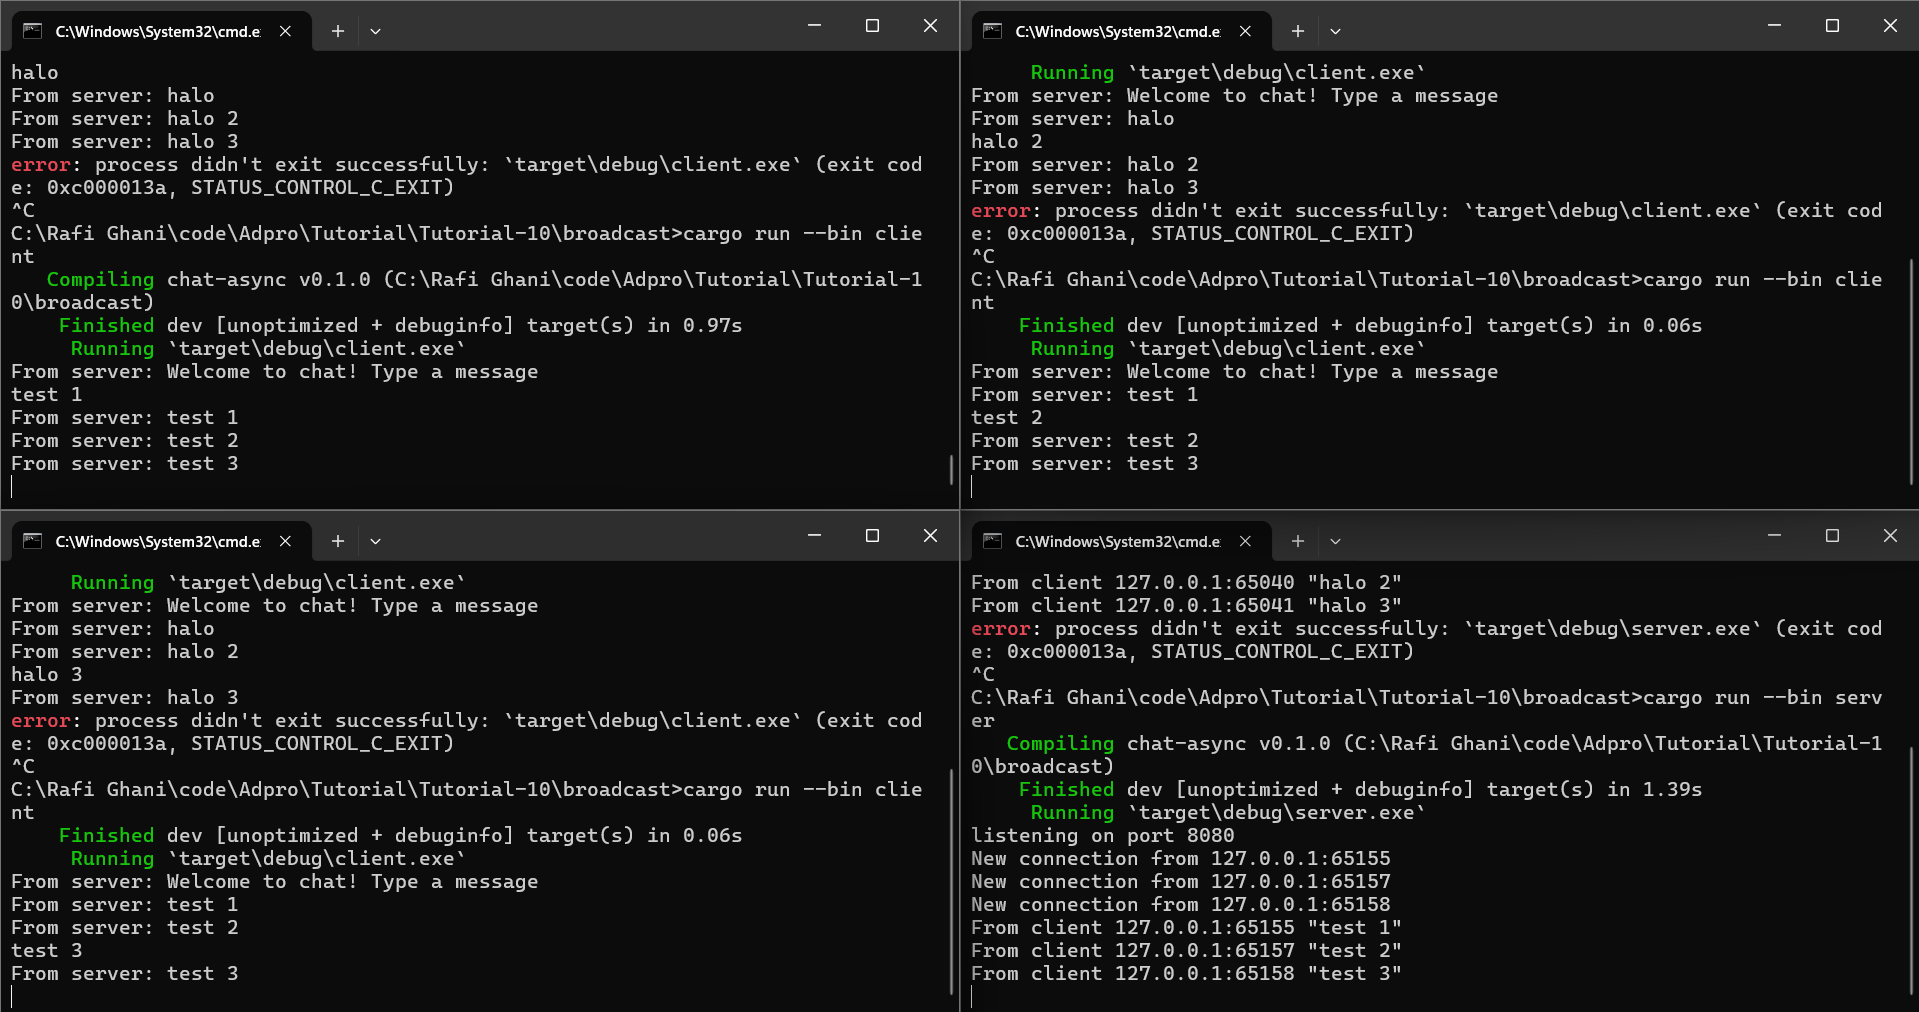 C:\Windows\System32\cmd.e
halo
From server: halo
From server: halo 2
From server: halo 3
error: process didn't exit successfully: `target\debug\client.exe` (exit cod
e: 0xc000013a, STATUS_CONTROL_C_EXIT)
^C
C:\Rafi Ghani\code\Adpro\Tutorial\Tutorial-10\broadcast>cargo run --bin clie
nt
Compiling chat-async v0.1.0 (C:\Rafi Ghani\code\Adpro\Tutorial\Tutorial-1
0\broadcast)
Finished dev [unoptimized + debuginfo] target(s) in 0.97s
Running `target\debug\client.exe`
From server: Welcome to chat! Type a message
test 1
From server: test 1
From server: test 2
From server: test 3
C:\Windows\System32\cmd.e
Running `target\debug\client.exe`
From server: Welcome to chat! Type a message
From server: halo
halo 2
From server: halo 2
From server: halo 3
error: process didn't exit successfully: `target\debug\client.exe` (exit cod
e: 0xc000013a, STATUS_CONTROL_C_EXIT)
^C
C:\Rafi Ghani\code\Adpro\Tutorial\Tutorial-10\broadcast>cargo run --bin clie
nt
Finished dev [unoptimized + debuginfo] target(s) in 0.06s
Running `target\debug\client.exe`
From server: Welcome to chat! Type a message
From server: test 1
test 2
From server: test 2
From server: test 3
C:\Windows\System32\cmd.e
Running `target\debug\client.exe`
From server: Welcome to chat! Type a message
From server: halo
From server: halo 2
halo 3
From server: halo 3
error: process didn't exit successfully: `target\debug\client.exe` (exit cod
e: 0xc000013a, STATUS_CONTROL_C_EXIT)
^C
C:\Rafi Ghani\code\Adpro\Tutorial\Tutorial-10\broadcast>cargo run --bin clie
nt
Finished dev [unoptimized + debuginfo] target(s) in 0.06s
Running `target\debug\client.exe`
From server: Welcome to chat! Type a message
From server: test 1
From server: test 2
test 3
From server: test 3
C:\Windows\System32\cmd.e
From client 127.0.0.1:65040 "halo 2"
From client 127.0.0.1:65041 "halo 3"
error: process didn't exit successfully: `target\debug\server.exe` (exit cod
e: 0xc000013a, STATUS_CONTROL_C_EXIT)
^C
C:\Rafi Ghani\code\Adpro\Tutorial\Tutorial-10\broadcast>cargo run --bin serv
er
Compiling chat-async v0.1.0 (C:\Rafi Ghani\code\Adpro\Tutorial\Tutorial-1
0\broadcast)
Finished dev [unoptimized + debuginfo] target(s) in 1.39s
Running `target\debug\server.exe`
listening on port 8080
New connection from 127.0.0.1:65155
New connection from 127.0.0.1:65157
New connection from 127.0.0.1:65158
From client 127.0.0.1:65155 "test 1"
From client 127.0.0.1:65157 "test 2"
From client 127.0.0.1:65158 "test 3"